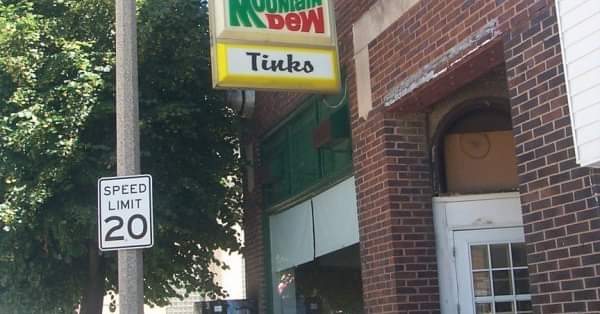 MOUNTAIN
DEW
Tinks
SPEED
LIMIT
20